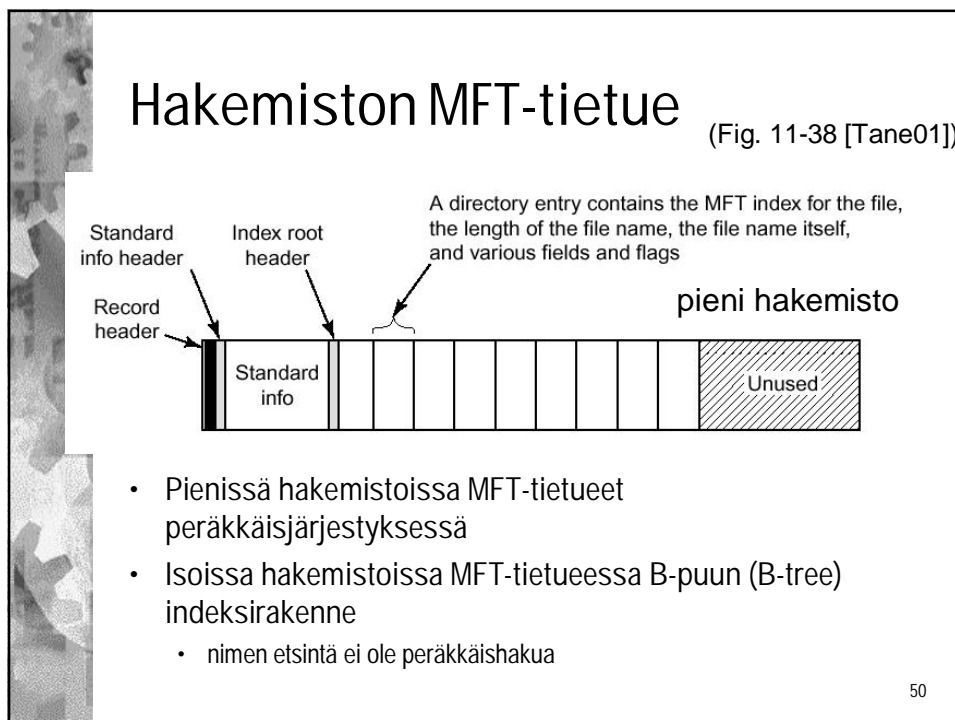 Hakemiston MFT-tietue
(Fig. 11-38 [Tane01])
A directory entry contains the MFT index for the file,
the length of the file name, the file name itself,
and various fields and flags
Standard
info header
Index root
header
Record
header
pieni hakemisto
Standard
info
Unused
• Pienissä hakemistoissa MFT-tietueet
peräkkäisjärjestyksessä
• Isoissa hakemistoissa MFT-tietueessa B-puun (B-tree)
indeksirakenne
• nimen etsintä ei ole peräkkäishakua
50